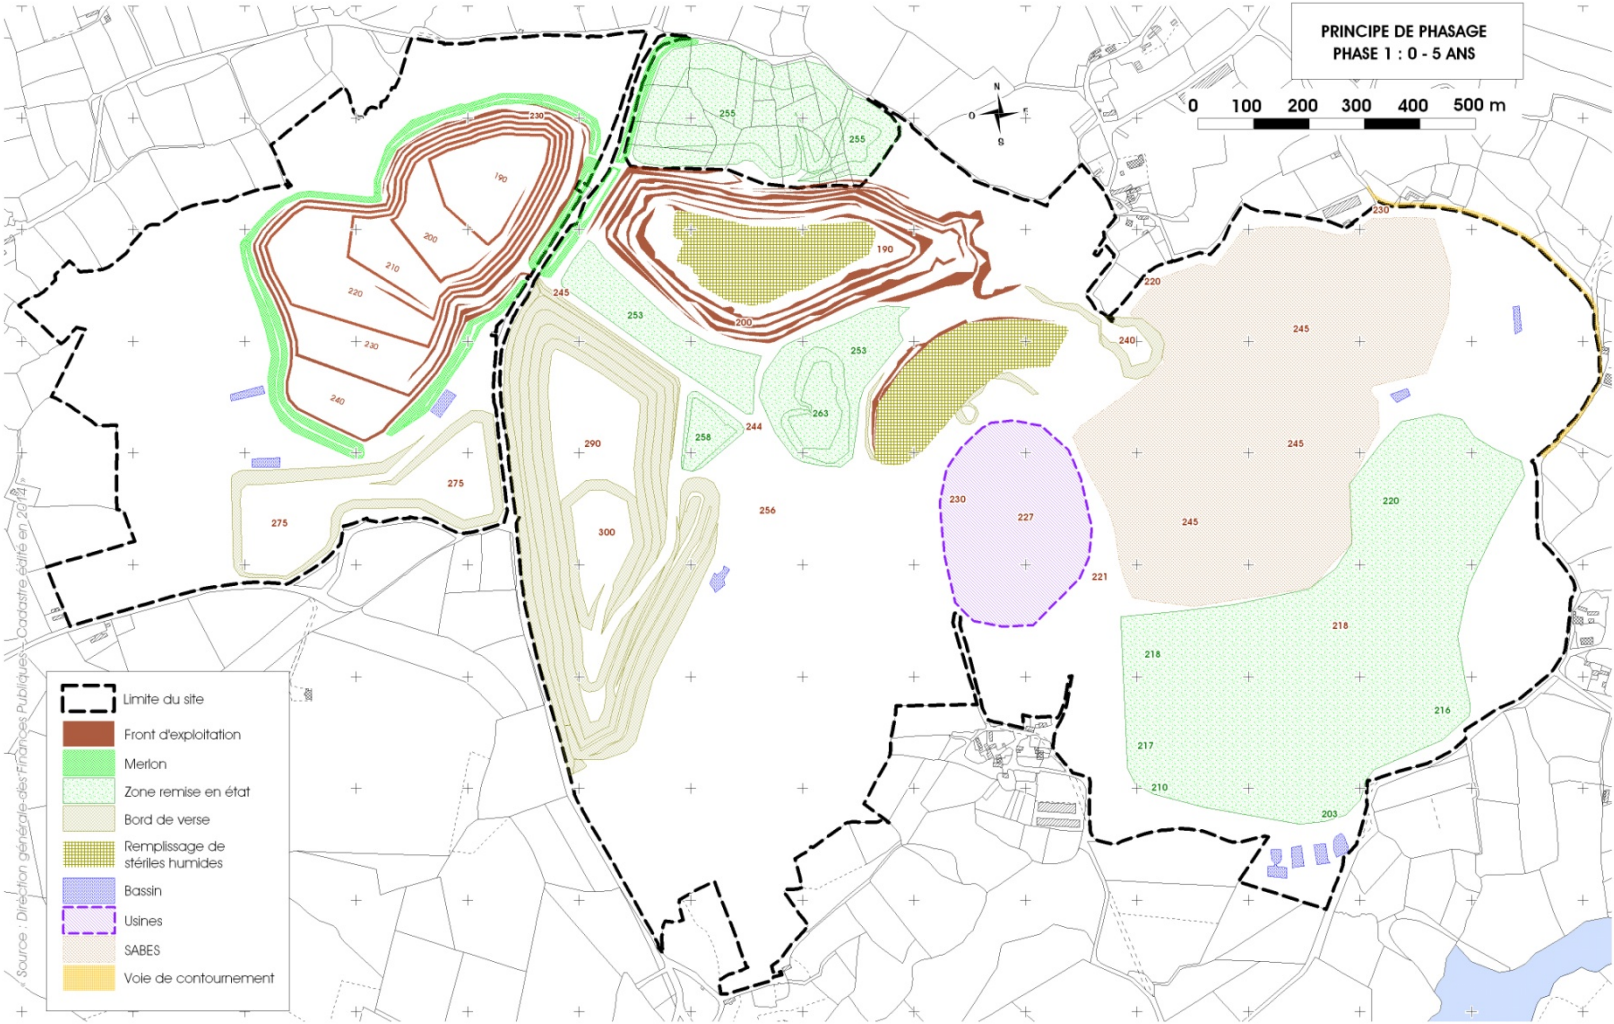 PRINCIPE DE PHASAGE
PHASE 1 : 0 - 5 ANS
0 100 200 300 400 500 m
N
O E
S
230
190
200
210
220
230
240
255
255
190
200
245
253
253
263
258
244
240
220
230
245
245
245
290
300
275
275
256
230
227
221
220
218
218
217
216
210
203
Limite du site
Front d'exploitation
Merlon
Zone remise en état
Bord de verse
Remplissage de
stériles humides
Bassin
Usines
SABES
Voie de contournement
« Source : Direction générale des Finances Publiques - Cadastre édité en 2014 »